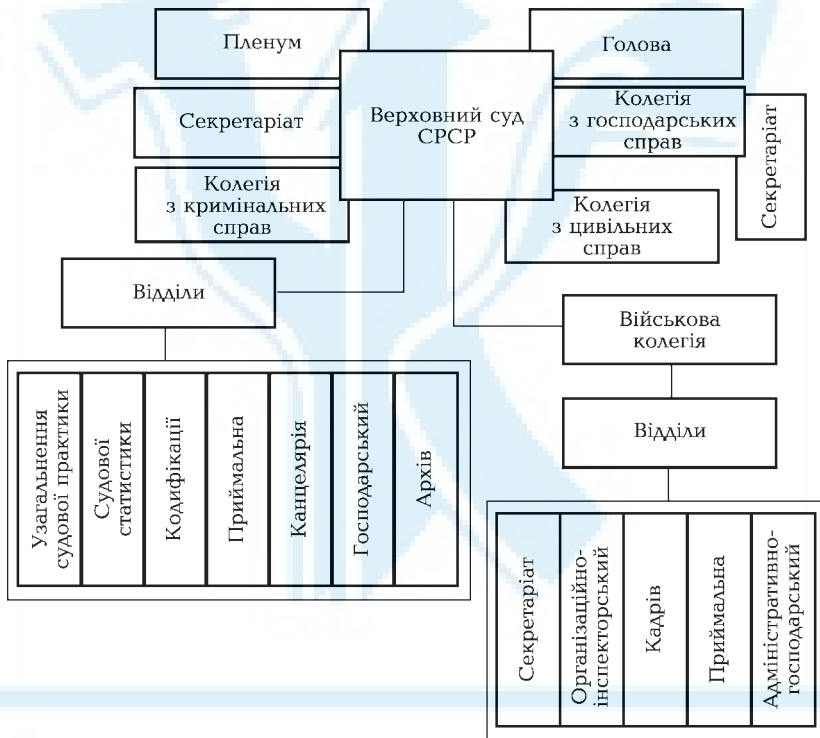 Пленум
Голова
Верховний суд
СРСР
Секретаріат
Колегія
з господарських
справ
Секретаріат
Колегія
з кримінальних
справ
Колегія
з цивільних
справ
Відділи
Військова
колегія
Відділи
Узагальнення
судової практики
Судової
статистики
Кодифікації
Приймальна
Канцелярія
Господарський
Архів
Секретаріат
Організаційно-
інспекторський
Кадрів
Приймальна
Адміністративно-
господарський